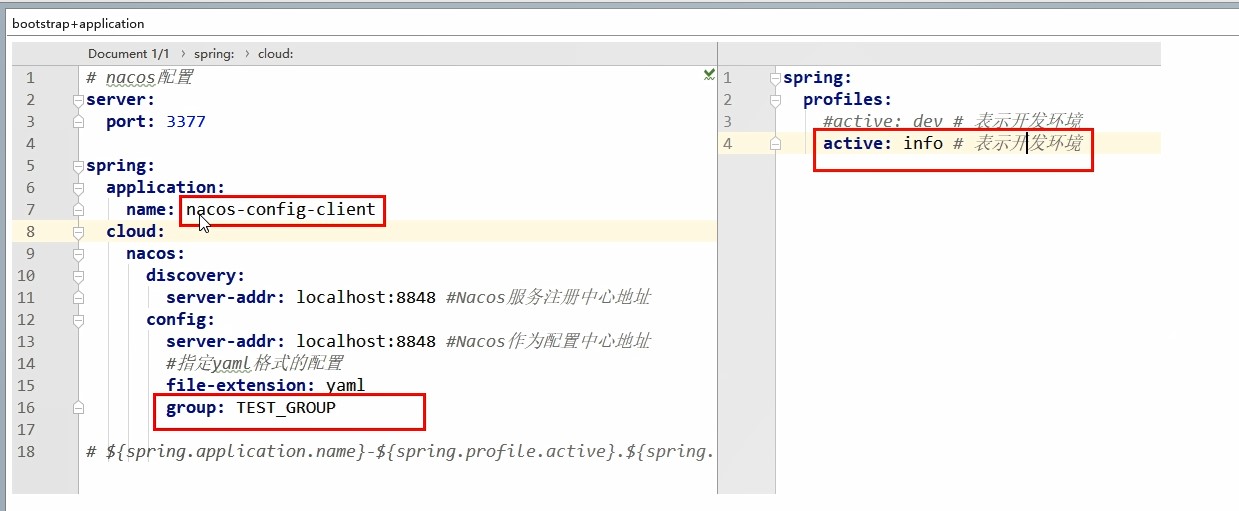 bootstrap+application
Document 1/1 › spring: › cloud:
1 # nacos配置
2 server:
3 port: 3377
4
5 spring:
6 application:
7 name: nacos-config-client
8 cloud:
9 nacos:
10 discovery:
11 server-addr: localhost:8848 #Nacos服务注册中心地址
12 config:
13 server-addr: localhost:8848 #Nacos作为配置中心地址
14 #指定yaml格式的配置
15 file-extension: yaml
16 group: TEST_GROUP
17
18 # ${spring.application.name}-${spring.profile.active}.${spring.
1 spring:
2 profiles:
3 #active: dev # 表示开发环境
4 active: info # 表示开发环境